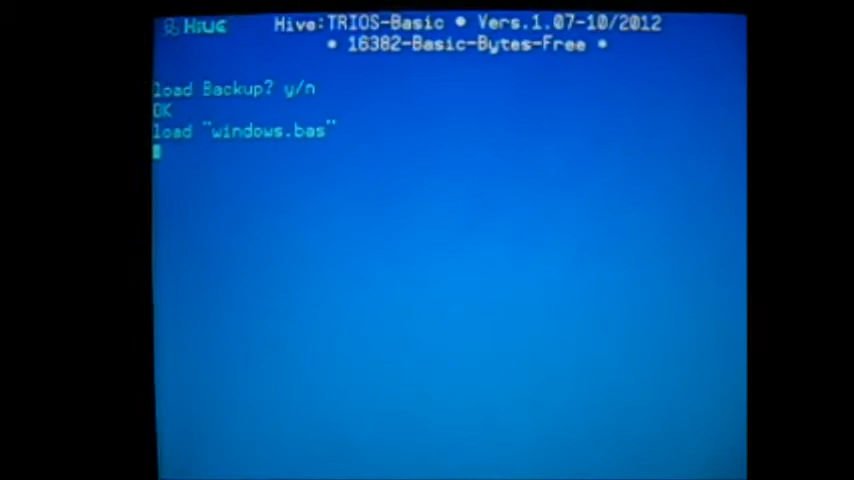 Hive Hive:TRIOS-Basic • Vers.1.07-10/2012
• 16382-Basic-Bytes-Free •
load Backup? y/n
OK
load "windows.bas"